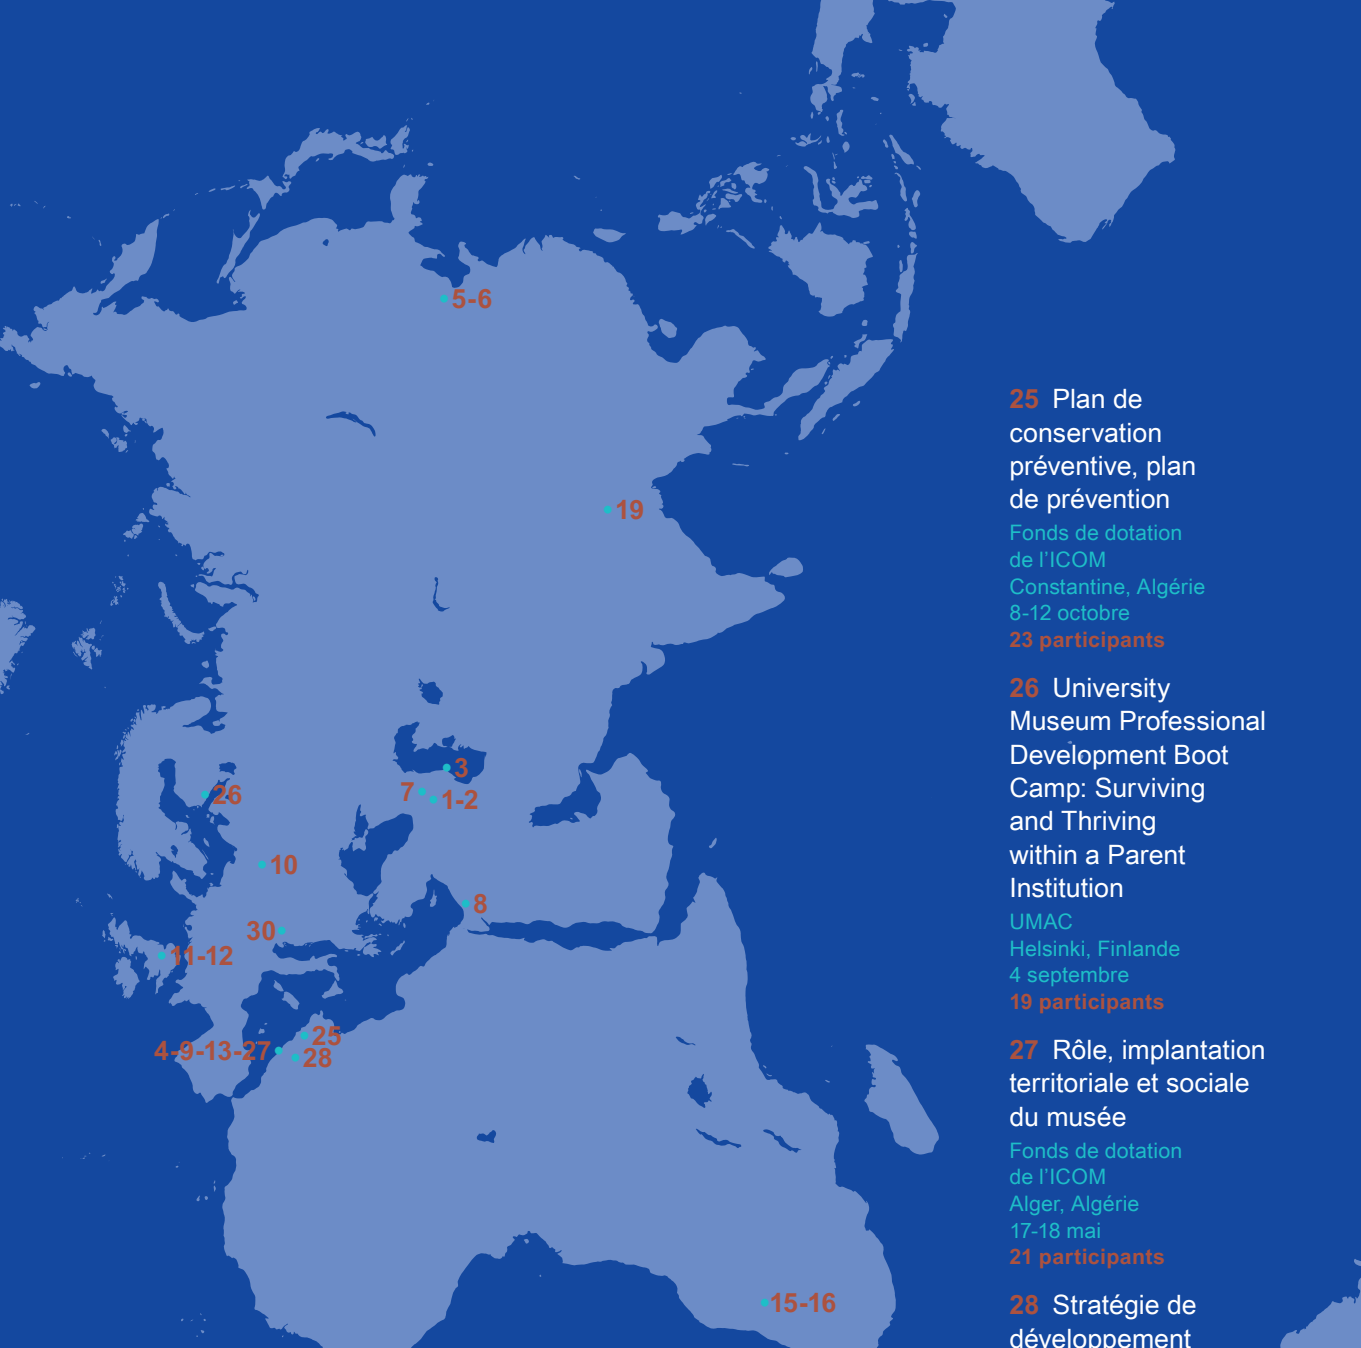 5-6
19
3
7
1-2
26
10
8
30
11-12
25
4-9-13-27
28
15-16
25 Plan de
conservation
préventive, plan
de prévention
Fonds de dotation
de l'ICOM
Constantine, Algérie
8-12 octobre
23 participants
26 University
Museum Professional
Development Boot
Camp: Surviving
and Thriving
within a Parent
Institution
UMAC
Helsinki, Finlande
4 septembre
19 participants
27 Rôle, implantation
territoriale et sociale
du musée
Fonds de dotation
de l'ICOM
Alger, Algérie
17-18 mai
21 participants
28 Stratégie de
développement